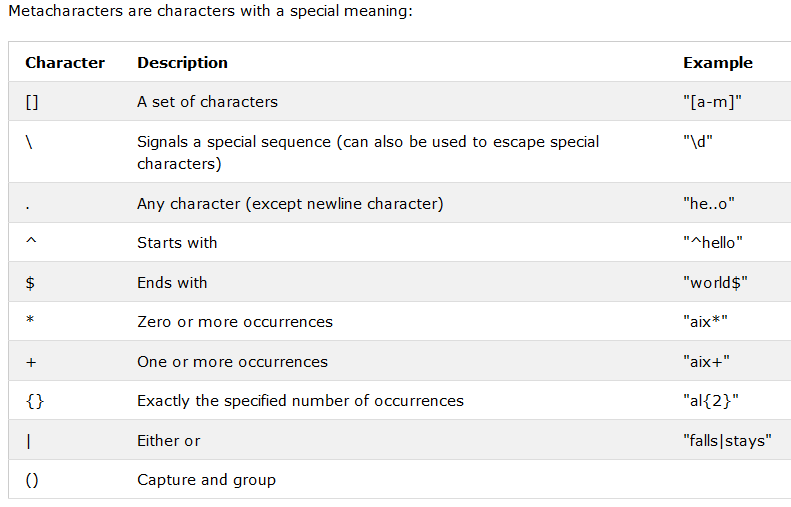 Metacharacters are characters with a special meaning:
Character Description Example
[] A set of characters "[a-m]"
\ Signals a special sequence (can also be used to escape special "\d"
characters)
. Any character (except newline character) "he..o"
^ Starts with "^hello"
$ Ends with "world$"
* Zero or more occurrences "aix*"
+ One or more occurrences "aix+"
{} Exactly the specified number of occurrences "al{2}"
| Either or "falls|stays"
() Capture and group